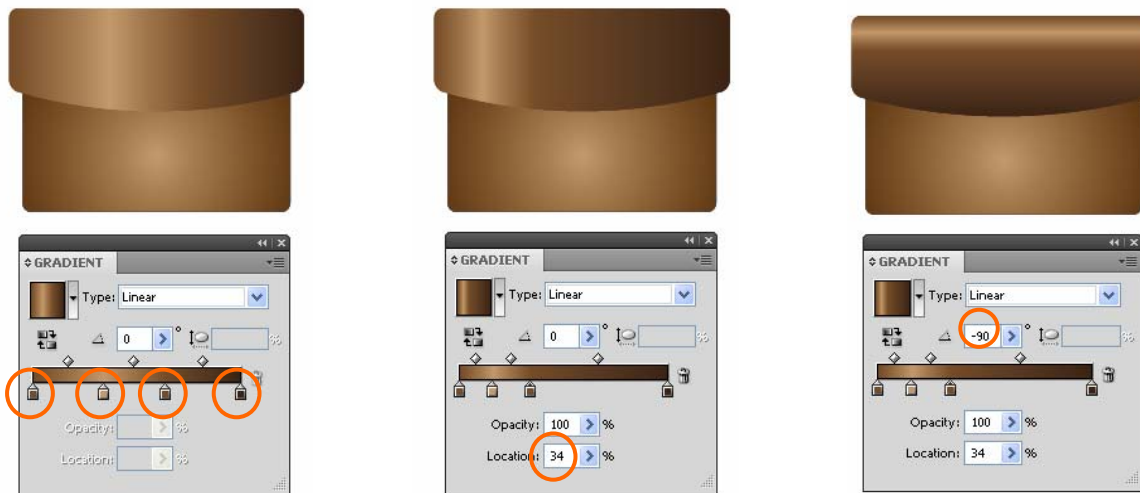 GRADIENT
Type: Linear
0 °
%
Opacity: %
Location: %
GRADIENT
Type: Linear
0 °
%
Opacity: 100 %
Location: 34 %
GRADIENT
Type: Linear
-90 °
%
Opacity: 100 %
Location: 34 %